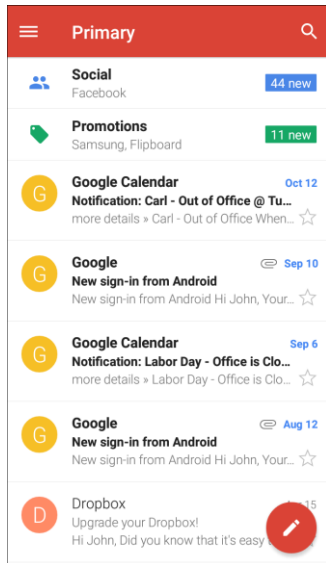 Primary
Social
Facebook
44 new
Promotions
Samsung, Flipboard
11 new
G
Google Calendar
Oct 12
Notification: Carl - Out of Office @ Tu...
more details » Carl - Out of Office When...
G
Google
Sep 10
New sign-in from Android
New sign-in from Android Hi John, Your...
G
Google Calendar
Sep 6
Notification: Labor Day - Office is Clo...
more details » Labor Day - Office is Clo...
G
Google
Aug 12
New sign-in from Android
New sign-in from Android Hi John, Your...
D
Dropbox
15
Upgrade your Dropbox!
Hi John, Did you know that it's easy